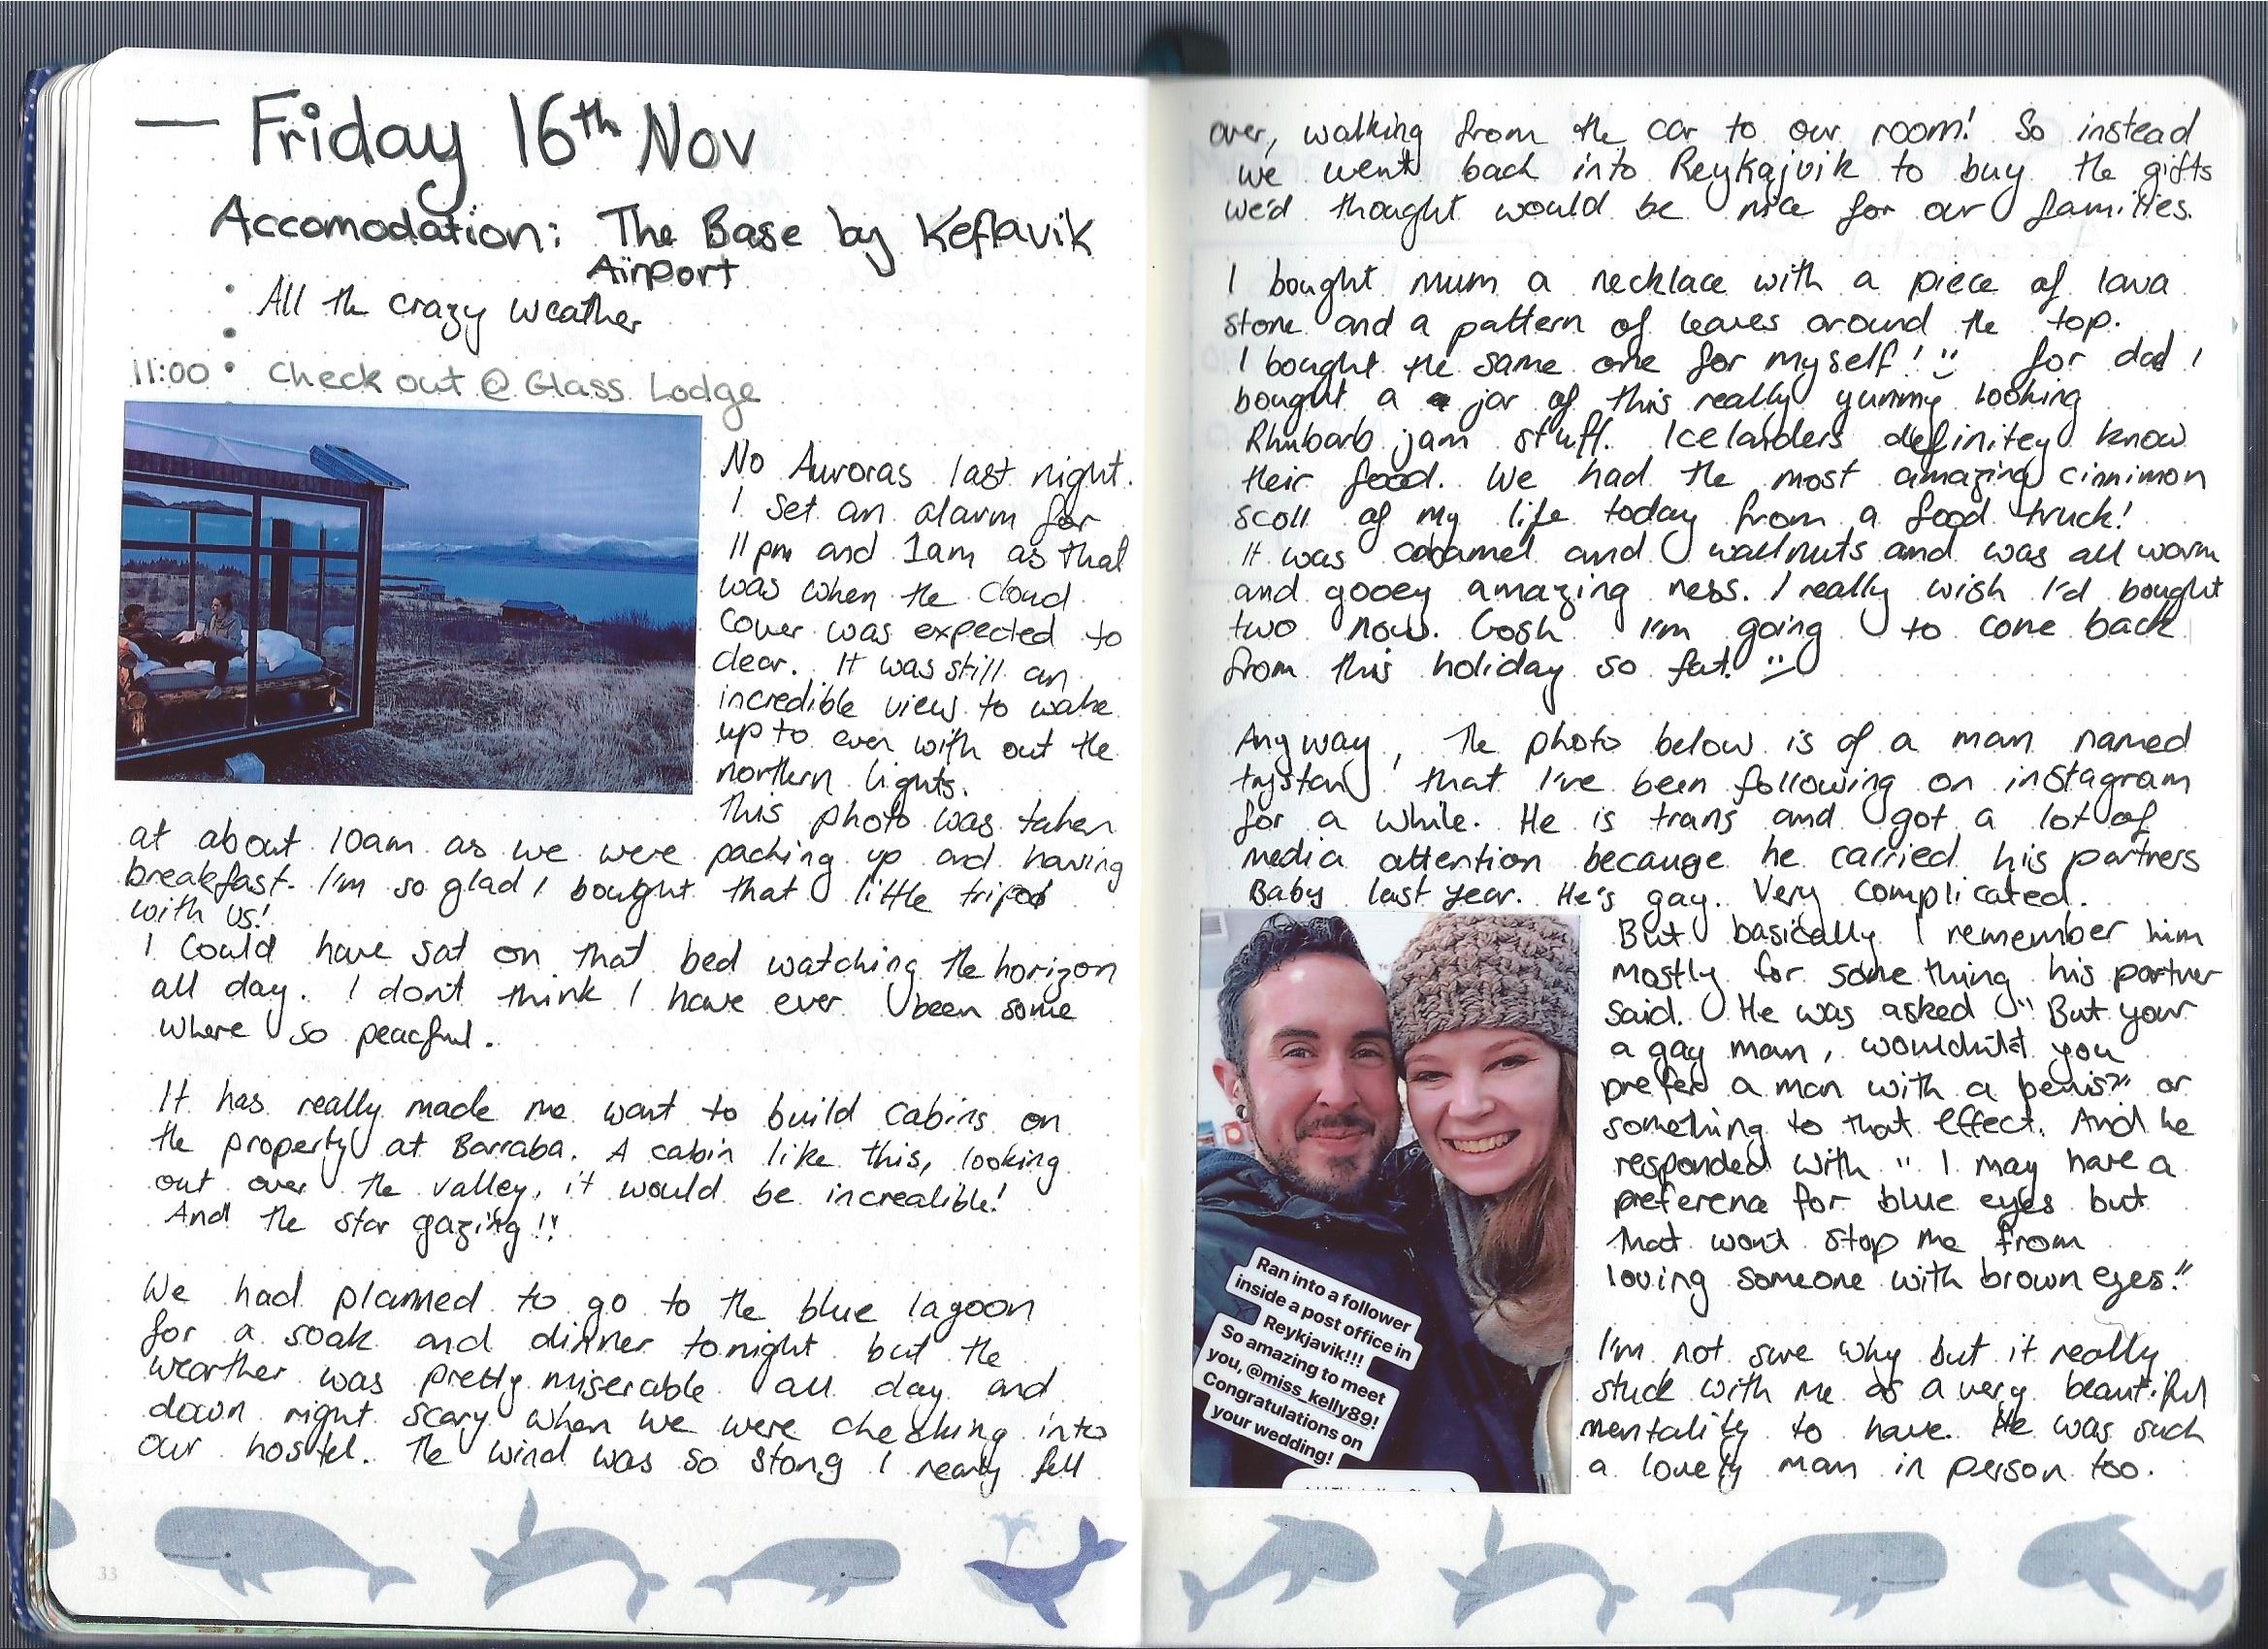 — Friday 16th Nov
Accomodation: The Base by Keflavik
Airport
• All the crazy weather
•
11:00 • Check out @ Glass Lodge
No Auroras last night.
I set an alarm for
11pm and 1am as that
was when the cloud
cover was expected to
clear. It was still an
incredible view to wake
up to even with out the
northern lights.
This photo was taken
at about 10am as we were packing up and having
breakfast. I'm so glad I bought that little tripod
with us!
I could have sat on that bed watching the horizon
all day. I don't think I have ever been some
where so peacful.
It has really made me want to build cabins on
the property at Barraba. A cabin like this, looking
out over the valley, it would be increalible!
And the star gazing!!
We had planned to go to the blue lagoon
for a soak and dinner tonight but the
wearther was pretty miserable all day and
down right scary when we were checking into
our hostel. The wind was so stong I nearly fell
33
over, walking from the car to our room! So instead
we went back into Reykajvik to buy the gifts
we'd thought would be nice for our families.
I bought mum a necklace with a piece of lava
stone and a pattern of leaves around the top.
I bought the same one for myself! :) for dad I
bought a jar of this really yummy looking
Rhubarb jam stuff. Icelanders definitey know
their food. We had the most amazing cinnimon
scoll of my life today from a food truck!
It was caramel and wallnuts and was all warm
and gooey amazing ness. I really wish I'd bought
two now. Gosh I'm going to come back
from this holiday so fat! :)
Any way, the photo below is of a man named
trystan that I've been following on instagram
for a while. He is trans and got a lot of
media attention becauge he carried his partners
Baby last year. He's gay. Very complicated.
But basically I remember him
mostly for some thing his partner
said. He was asked "But your
a gay man, wouldn't you
prefer a man with a penis?" or
something to that effect. And he
responded with "I may have a
preference for blue eyes but
that won't stop me from
loving someone with brown eyes."
I'm not sure why but it really
stuck with me as a very beautiful
mentality to have. He was such
a lovely man in person too.
Ran into a follower
inside a post office in
Reykjavik!!!
So amazing to meet
you, @miss_kelly89!
Congratulations on
your wedding!